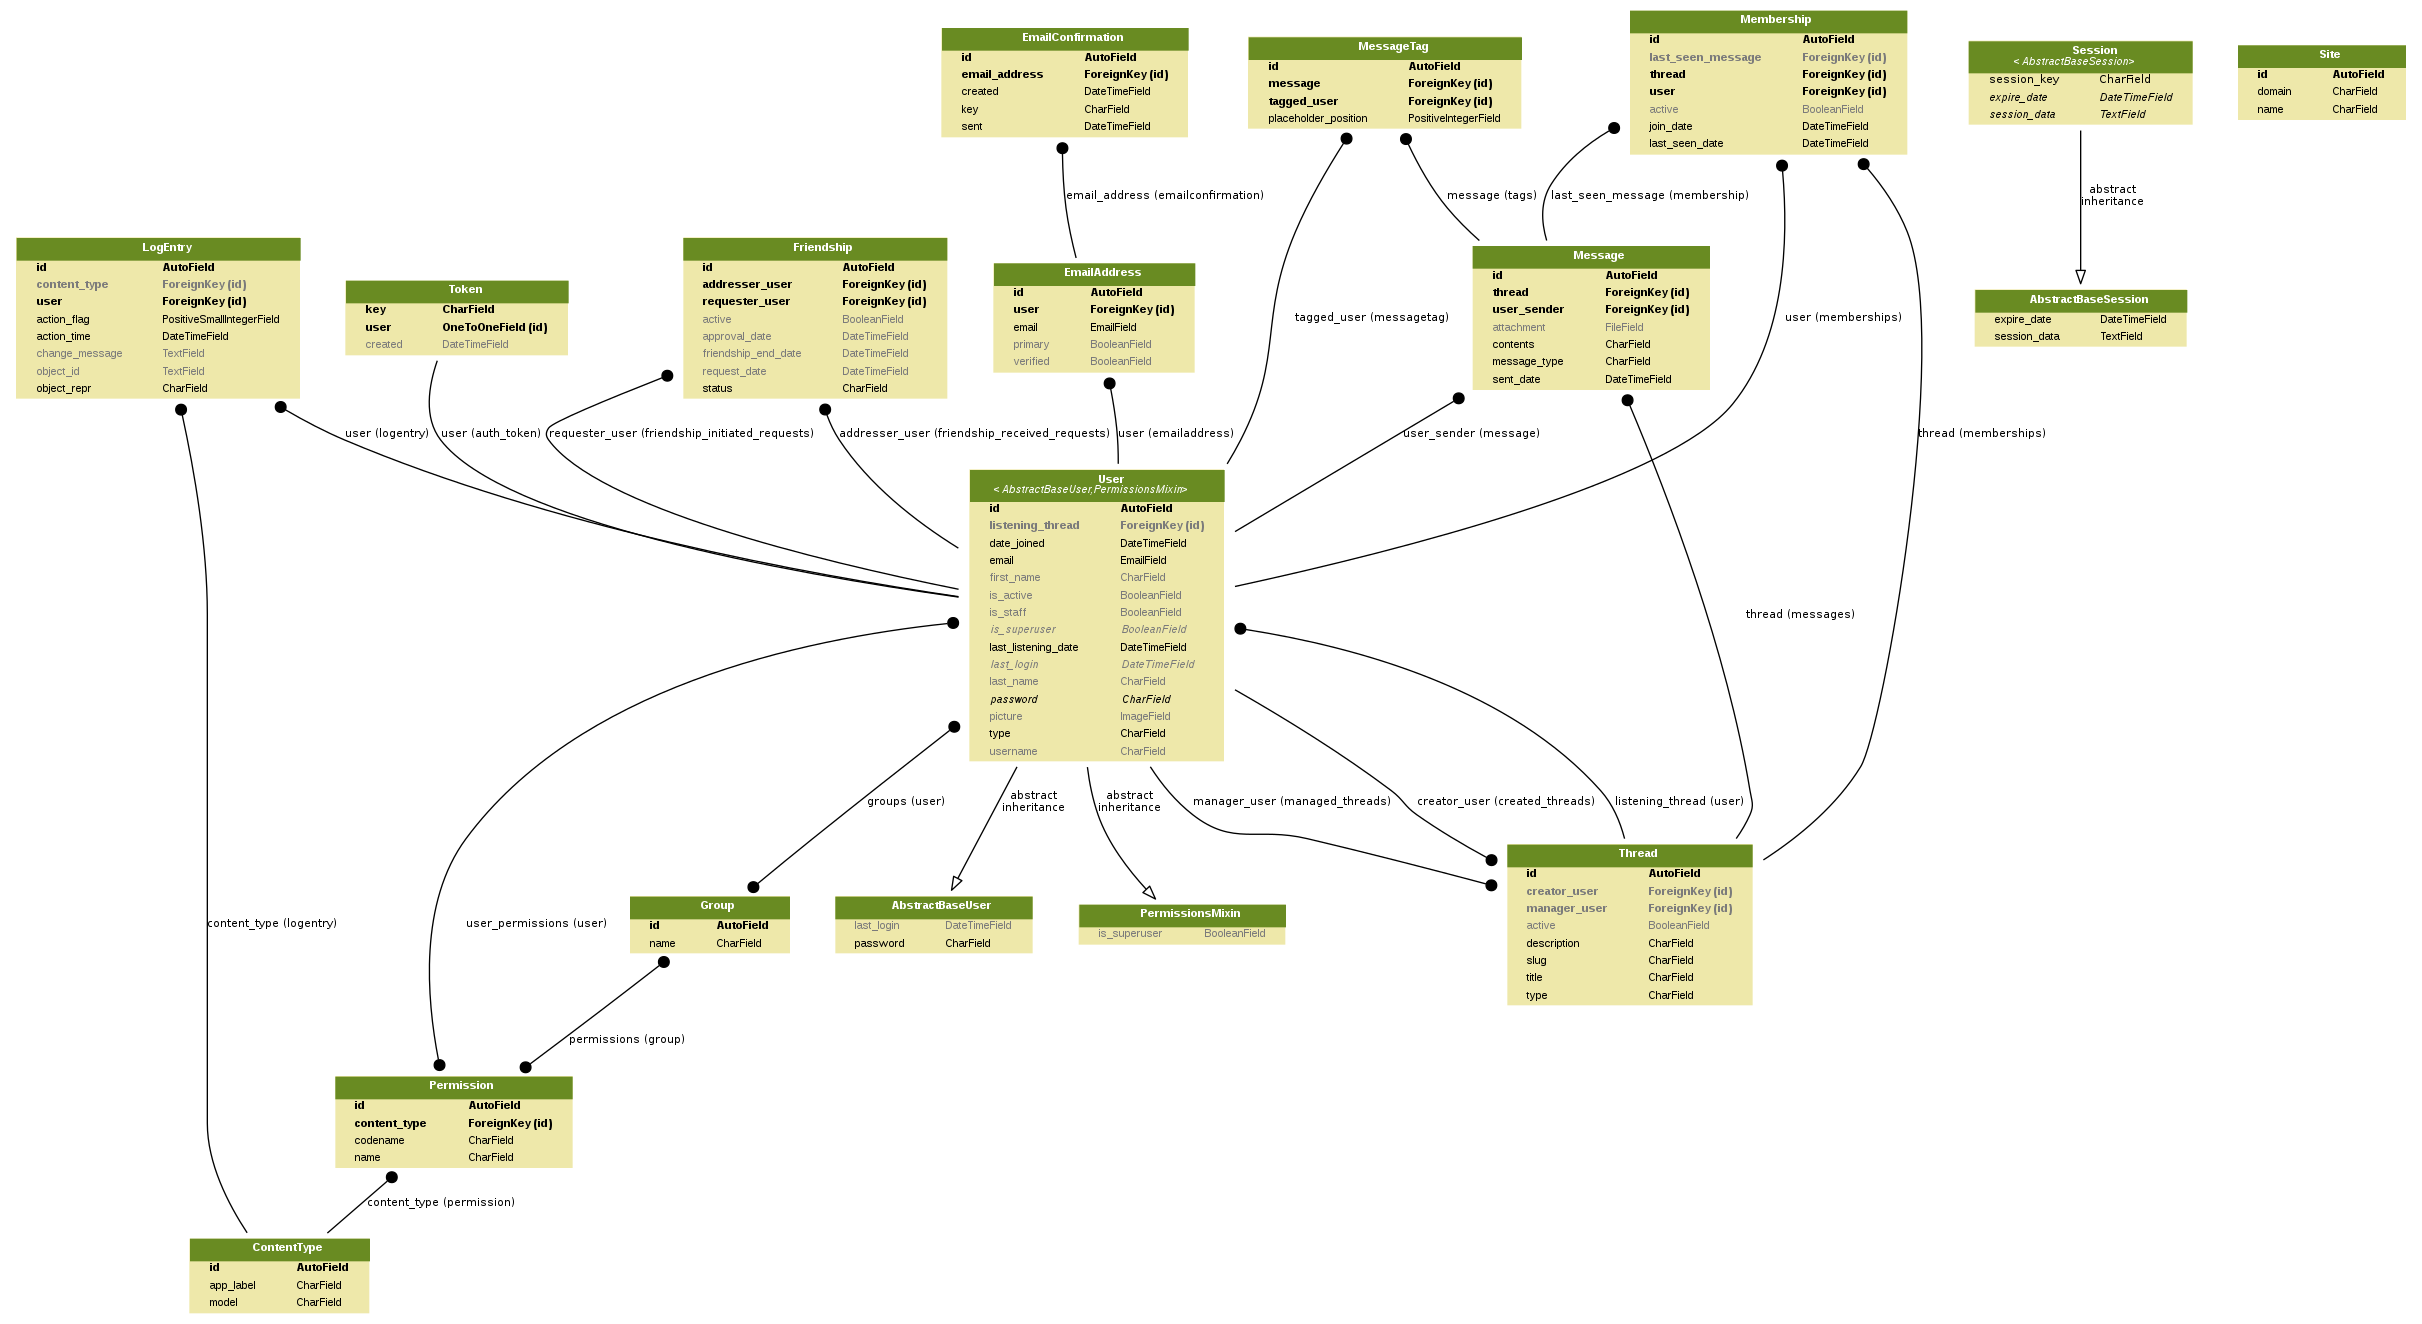 Membership
id AutoField
last_seen_message ForeignKey (id)
thread ForeignKey (id)
user ForeignKey (id)
active BooleanField
join_date DateTimeField
last_seen_date DateTimeField
EmailConfirmation
id AutoField
email_address ForeignKey (id)
created DateTimeField
key CharField
sent DateTimeField
MessageTag
id AutoField
message ForeignKey (id)
tagged_user ForeignKey (id)
placeholder_position PositiveIntegerField
Session
< AbstractBaseSession>
session_key CharField
expire_date DateTimeField
session_data TextField
Site
id AutoField
domain CharField
name CharField
email_address (emailconfirmation)
message (tags)
last_seen_message (membership)
abstract
inheritance
LogEntry
id AutoField
content_type ForeignKey (id)
user ForeignKey (id)
action_flag PositiveSmallIntegerField
action_time DateTimeField
change_message TextField
object_id TextField
object_repr CharField
Token
key CharField
user OneToOneField (id)
created DateTimeField
Friendship
id AutoField
addresser_user ForeignKey (id)
requester_user ForeignKey (id)
active BooleanField
approval_date DateTimeField
friendship_end_date DateTimeField
request_date DateTimeField
status CharField
EmailAddress
id AutoField
user ForeignKey (id)
email EmailField
primary BooleanField
verified BooleanField
tagged_user (messagetag)
Message
id AutoField
thread ForeignKey (id)
user_sender ForeignKey (id)
attachment FileField
contents CharField
message_type CharField
sent_date DateTimeField
user (memberships)
AbstractBaseSession
expire_date DateTimeField
session_data TextField
user (logentry)
user (auth_token)
requester_user (friendship_initiated_requests)
addresser_user (friendship_received_requests)
user (emailaddress)
user_sender (message)
thread (memberships)
User
< AbstractBaseUser,PermissionsMixin>
id AutoField
listening_thread ForeignKey (id)
date_joined DateTimeField
email EmailField
first_name CharField
is_active BooleanField
is_staff BooleanField
is_superuser BooleanField
last_listening_date DateTimeField
last_login DateTimeField
last_name CharField
password CharField
picture ImageField
type CharField
username CharField
thread (messages)
groups (user)
abstract
inheritance
abstract
inheritance
manager_user (managed_threads)
creator_user (created_threads)
listening_thread (user)
content_type (logentry)
user_permissions (user)
Group
id AutoField
name CharField
AbstractBaseUser
last_login DateTimeField
password CharField
PermissionsMixin
is_superuser BooleanField
Thread
id AutoField
creator_user ForeignKey (id)
manager_user ForeignKey (id)
active BooleanField
description CharField
slug CharField
title CharField
type CharField
permissions (group)
Permission
id AutoField
content_type ForeignKey (id)
codename CharField
name CharField
content_type (permission)
ContentType
id AutoField
app_label CharField
model CharField